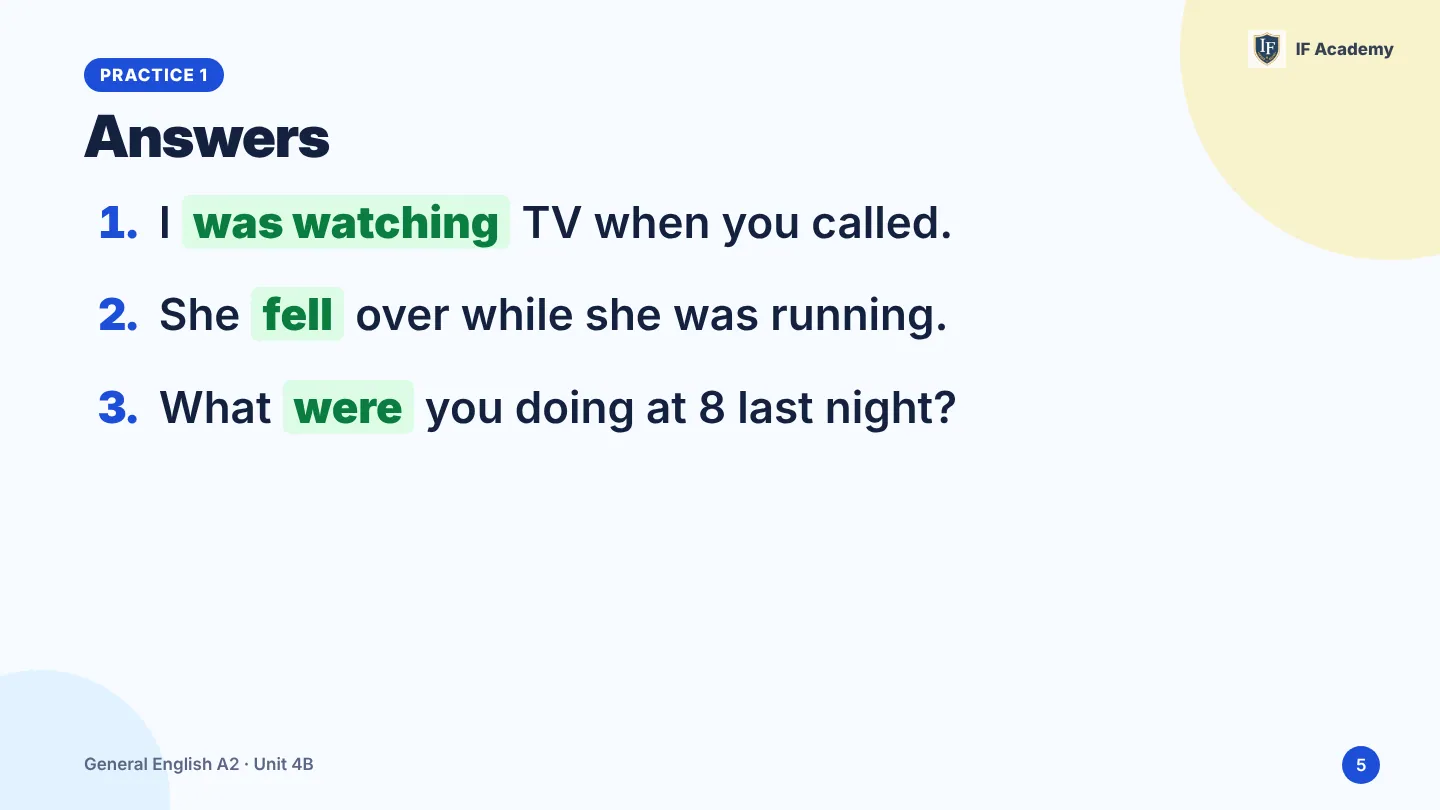 IF
IF Academy
PRACTICE 1
Answers
1. I was watching TV when you called.
2. She fell over while she was running.
3. What were you doing at 8 last night?
General English A2 · Unit 4B
5